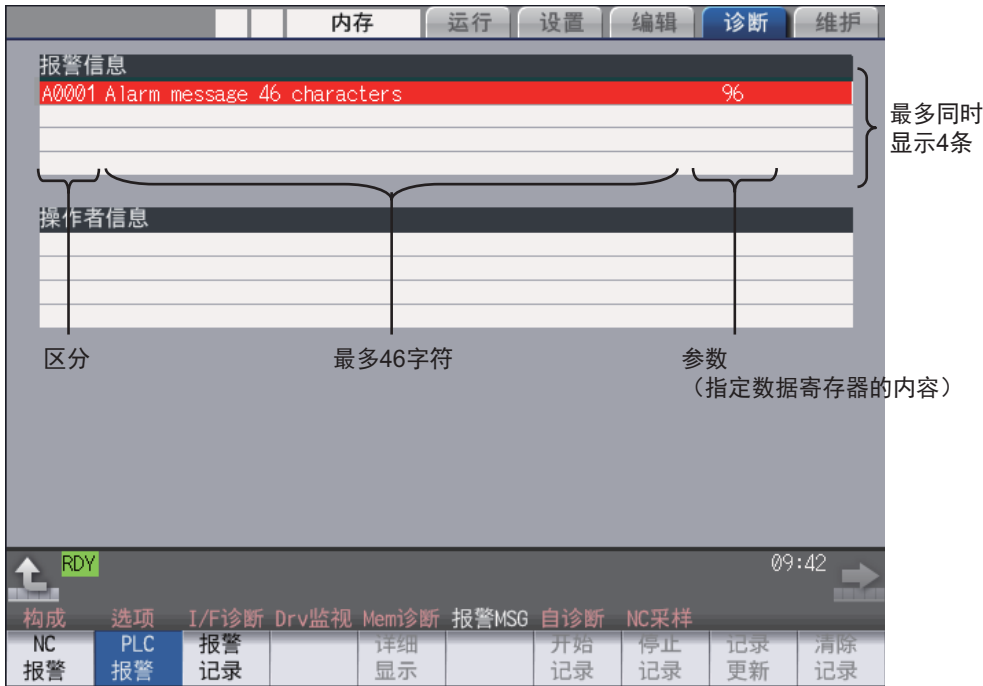 内存 运行 设置 编辑 诊断 维护
报警信息
A0001 Alarm message 46 characters 96
最多同时
显示4条
操作者信息
区分 最多46字符 参数
（指定数据寄存器的内容）
RDY 09:42
构成 选项 I/F诊断 Drv监视 Mem诊断 报警MSG 自诊断 NC采样
NC PLC 报警 详细 开始 停止 记录 清除
报警 报警 记录 显示 记录 记录 更新 记录